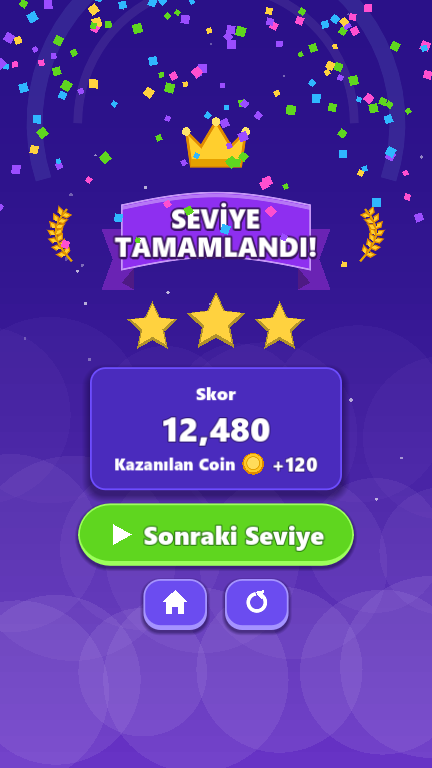 SEVİYE
TAMAMLANDI!
Skor
12,480
Kazanılan Coin +120
Sonraki Seviye